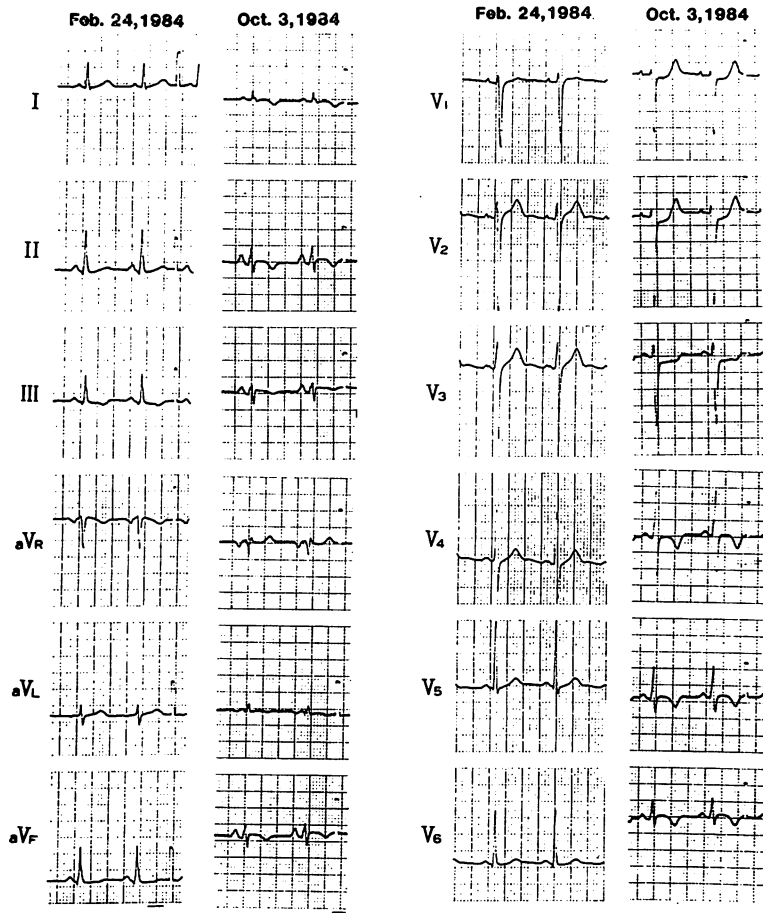 Feb. 24,1984 Oct. 3,1984 Feb. 24,1984 Oct. 3,1984
I V1
II V2
III V3
aVR V4
aVL V5
aVF V6